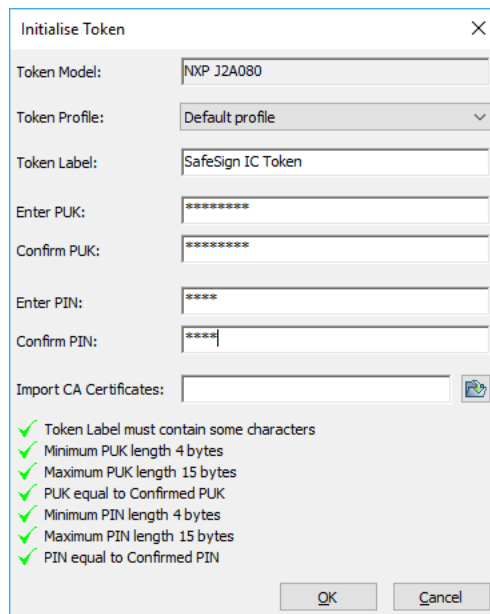 Initialise Token
Token Model: NXP J2A080
Token Profile: Default profile
Token Label: SafeSign IC Token
Enter PUK: ********
Confirm PUK: ********
Enter PIN: ****
Confirm PIN: ****
Import CA Certificates:
Token Label must contain some characters
Minimum PUK length 4 bytes
Maximum PUK length 15 bytes
PUK equal to Confirmed PUK
Minimum PIN length 4 bytes
Maximum PIN length 15 bytes
PIN equal to Confirmed PIN
OK Cancel